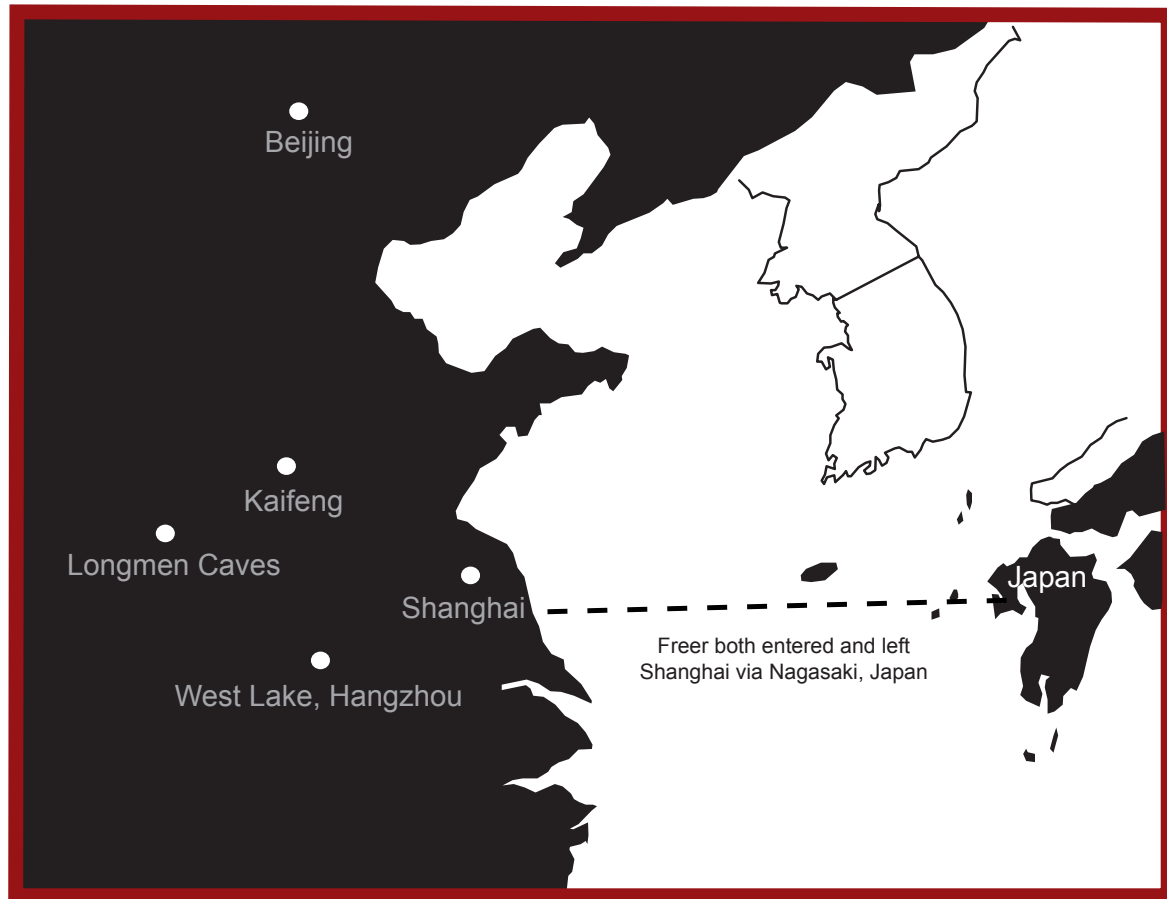 Beijing
Kaifeng
Longmen Caves
Shanghai
Japan
Freer both entered and left
Shanghai via Nagasaki, Japan
West Lake, Hangzhou